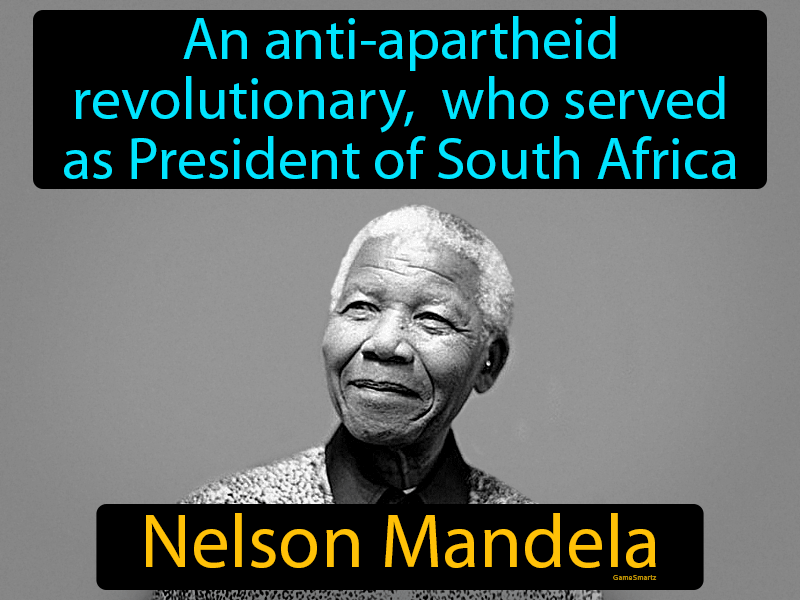 An anti-apartheid
revolutionary,  who served
as President of South Africa
Nelson Mandela
GameSmartz